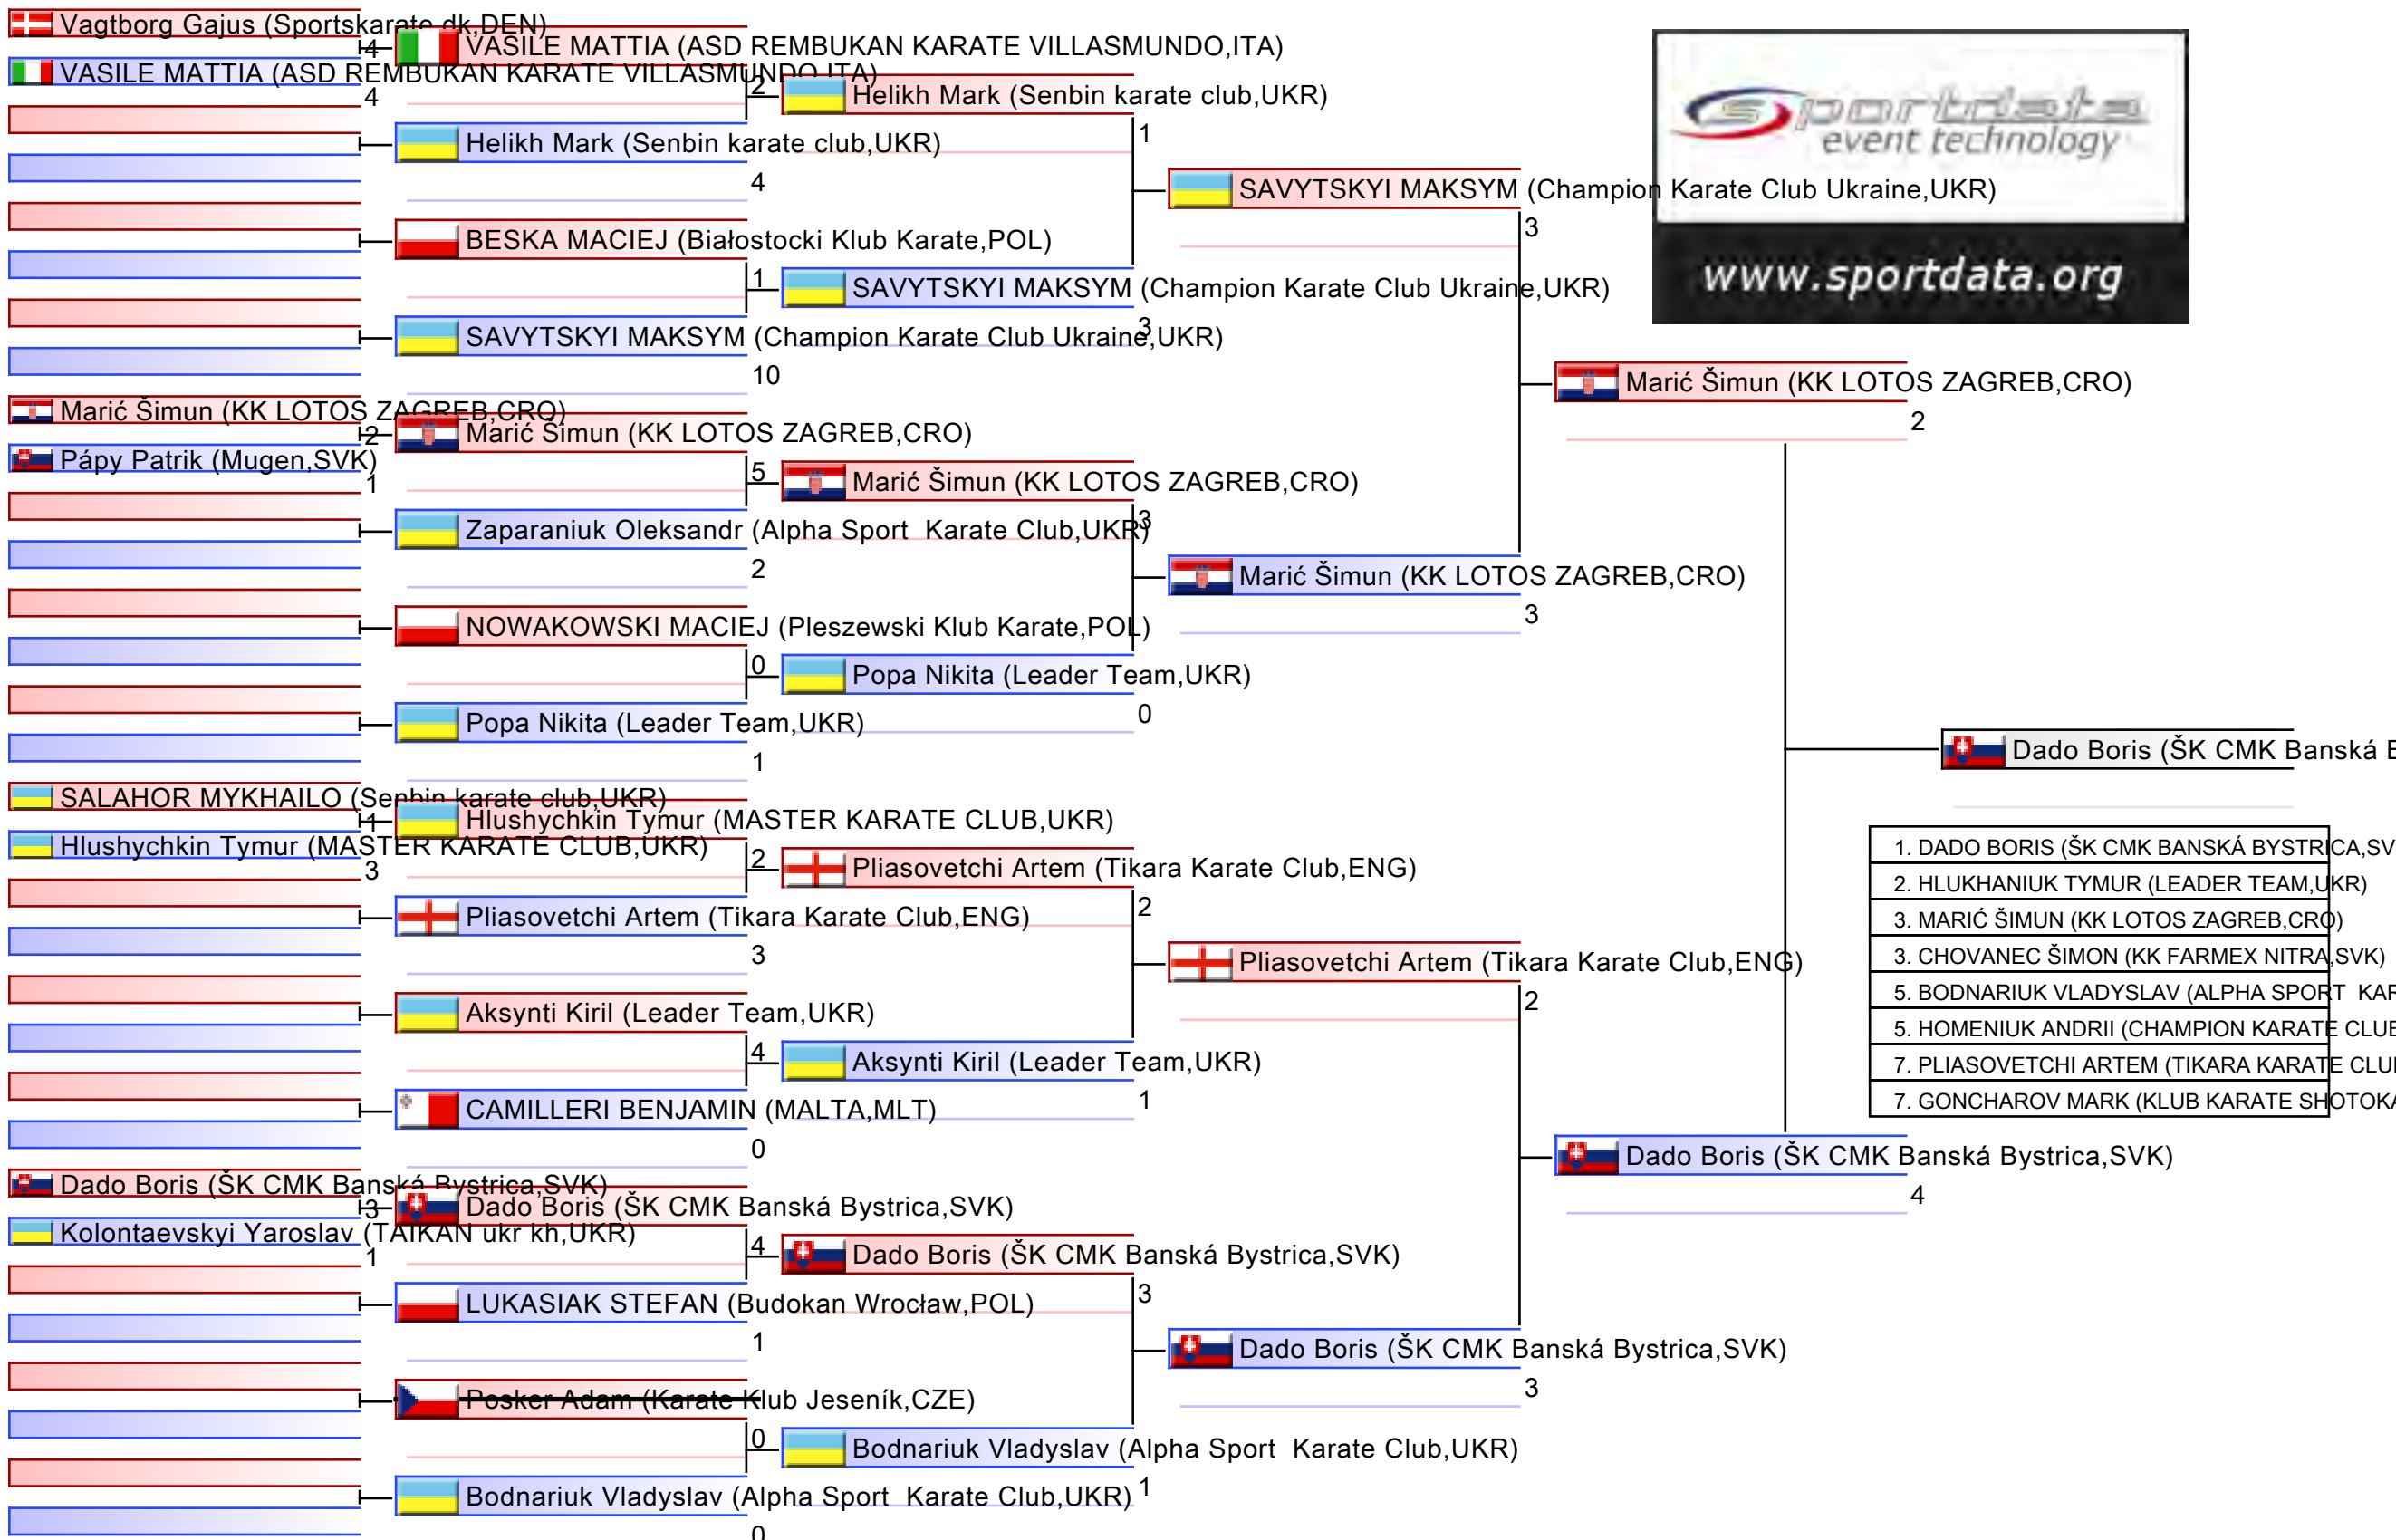 Vagtborg Gajus (Sportskarate.dk,DEN)
4
VASILE MATTIA (ASD REMBUKAN KARATE VILLASMUNDO,ITA)
4
Marić Šimun (KK LOTOS ZAGREB,CRO)
2
Pápy Patrik (Mugen,SVK)
1
SALAHOR MYKHAILO (Senbin karate club,UKR)
1
Hlushychkin Tymur (MASTER KARATE CLUB,UKR)
3
Dado Boris (ŠK CMK Banská Bystrica,SVK)
3
Kolontaevskyi Yaroslav (TAIKAN ukr kh,UKR)
1
VASILE MATTIA (ASD REMBUKAN KARATE VILLASMUNDO,ITA)
2
Helikh Mark (Senbin karate club,UKR)
4
BESKA MACIEJ (Białostocki Klub Karate,POL)
1
SAVYTSKYI MAKSYM (Champion Karate Club Ukraine,UKR)
10
Marić Šimun (KK LOTOS ZAGREB,CRO)
5
Zaparaniuk Oleksandr (Alpha Sport  Karate Club,UKR)
2
NOWAKOWSKI MACIEJ (Pleszewski Klub Karate,POL)
0
Popa Nikita (Leader Team,UKR)
1
Hlushychkin Tymur (MASTER KARATE CLUB,UKR)
2
Pliasovetchi Artem (Tikara Karate Club,ENG)
3
Aksynti Kiril (Leader Team,UKR)
4
CAMILLERI BENJAMIN (MALTA,MLT)
0
Dado Boris (ŠK CMK Banská Bystrica,SVK)
4
LUKASIAK STEFAN (Budokan Wrocław,POL)
1
Posker Adam (Karate Klub Jeseník,CZE)
0
Bodnariuk Vladyslav (Alpha Sport  Karate Club,UKR)
0
Helikh Mark (Senbin karate club,UKR)
1
SAVYTSKYI MAKSYM (Champion Karate Club Ukraine,UKR)
3
Marić Šimun (KK LOTOS ZAGREB,CRO)
3
Popa Nikita (Leader Team,UKR)
0
Pliasovetchi Artem (Tikara Karate Club,ENG)
2
Aksynti Kiril (Leader Team,UKR)
1
Dado Boris (ŠK CMK Banská Bystrica,SVK)
3
Bodnariuk Vladyslav (Alpha Sport  Karate Club,UKR)
1
SAVYTSKYI MAKSYM (Champion Karate Club Ukraine,UKR)
3
Marić Šimun (KK LOTOS ZAGREB,CRO)
3
Pliasovetchi Artem (Tikara Karate Club,ENG)
2
Dado Boris (ŠK CMK Banská Bystrica,SVK)
3
Marić Šimun (KK LOTOS ZAGREB,CRO)
2
Dado Boris (ŠK CMK Banská Bystrica,SVK)
4
Dado Boris (ŠK CMK Banská B
sportdata
event technology
www.sportdata.org
1. DADO BORIS (ŠK CMK BANSKÁ BYSTRICA,SV
2. HLUKHANIUK TYMUR (LEADER TEAM,UKR)
3. MARIĆ ŠIMUN (KK LOTOS ZAGREB,CRO)
3. CHOVANEC ŠIMON (KK FARMEX NITRA,SVK)
5. BODNARIUK VLADYSLAV (ALPHA SPORT  KAR
5. HOMENIUK ANDRII (CHAMPION KARATE CLUB
7. PLIASOVETCHI ARTEM (TIKARA KARATE CLU
7. GONCHAROV MARK (KLUB KARATE SHOTOKA